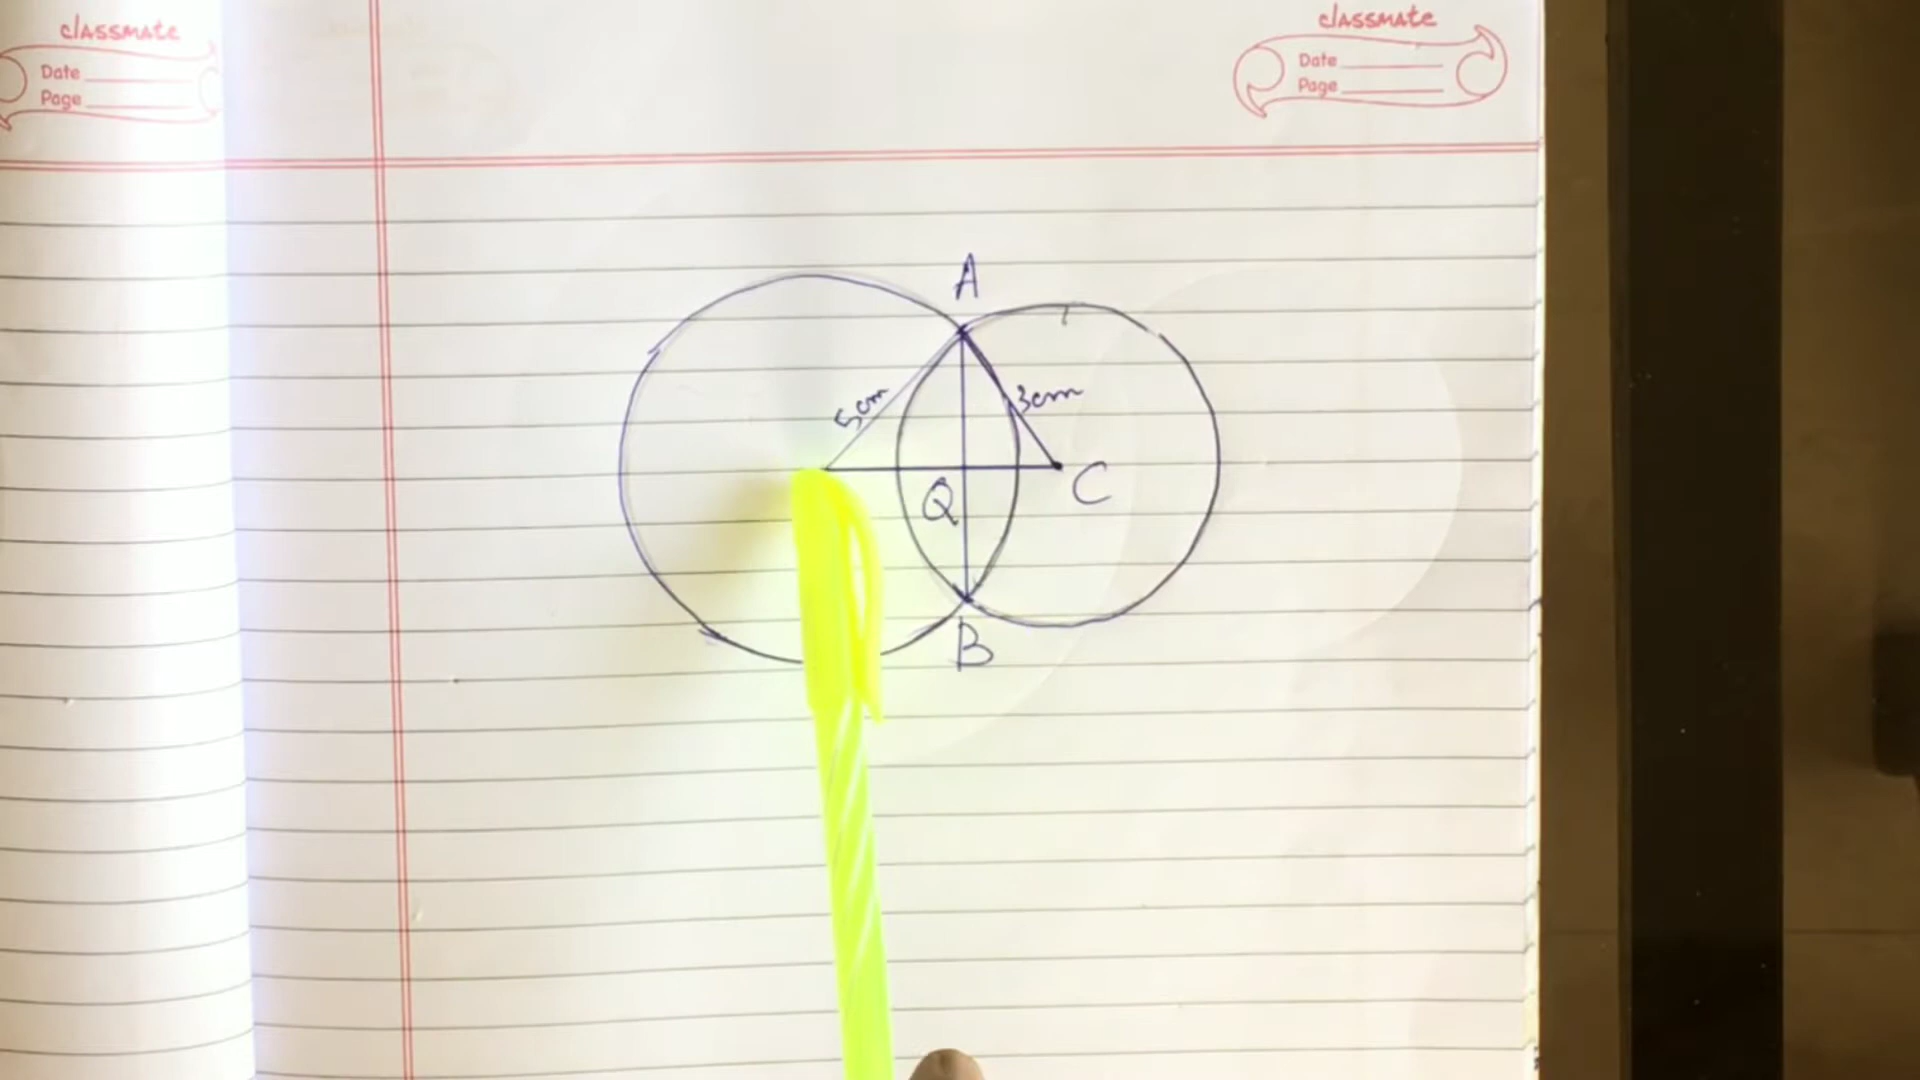 classmate
Date
Page
classmate
Date
Page
A
5cm
3cm
Q
C
B